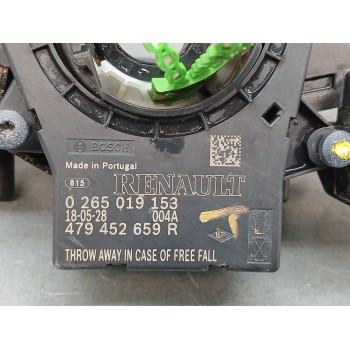 BOSCH
Made in Portugal
815
RENAULT
0 265 019 153
18-05-28 004A
479 452 659 R
THROW AWAY IN CASE OF FREE FALL